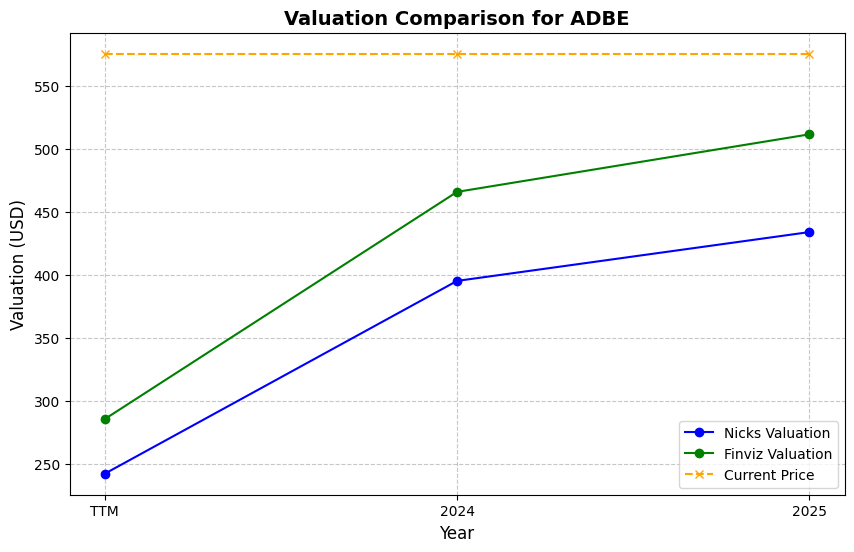 Valuation Comparison for ADBE
Valuation (USD)
550
500
450
400
350
300
250
TTM
2024
2025
Year
Nicks Valuation
Finviz Valuation
Current Price